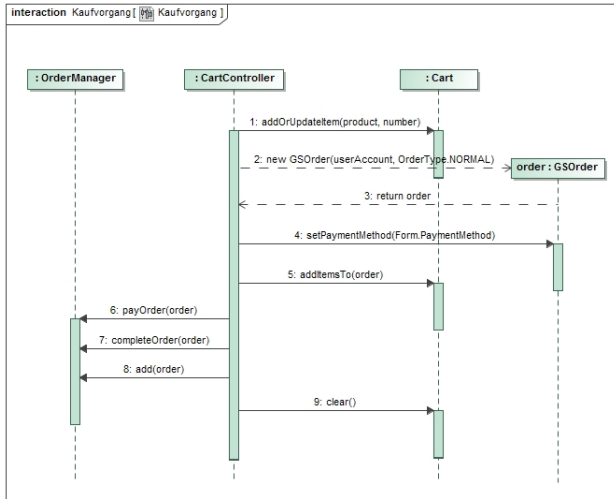 interaction Kaufvorgang [ Kaufvorgang ]
: OrderManager
: CartController
: Cart
1: addOrUpdateItem(product, number)
2: new GSOrder(userAccount, OrderType.NORMAL)
order : GSOrder
3: return order
4: setPaymentMethod(Form.PaymentMethod)
5: addItemsTo(order)
6: payOrder(order)
7: completeOrder(order)
8: add(order)
9: clear()